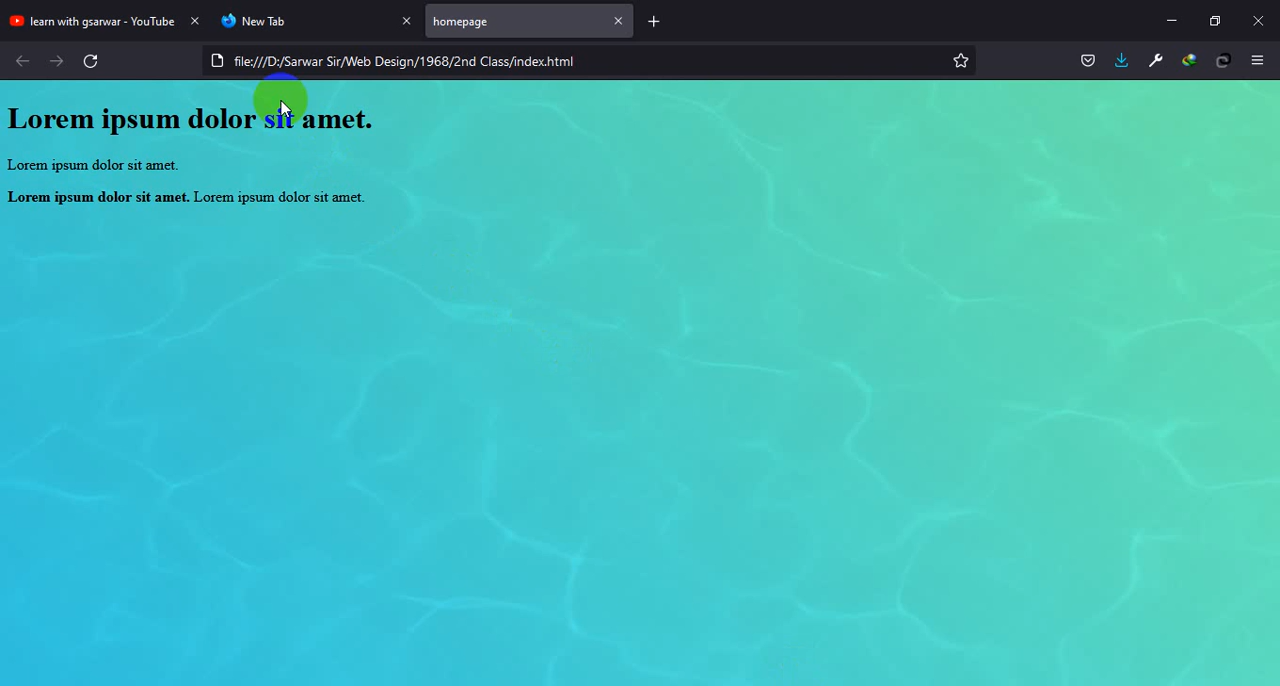 learn with gsarwar - YouTube
New Tab
homepage
file:///D:/Sarwar Sir/Web Design/1968/2nd Class/index.html
Lorem ipsum dolor sit amet.
Lorem ipsum dolor sit amet.
Lorem ipsum dolor sit amet. Lorem ipsum dolor sit amet.